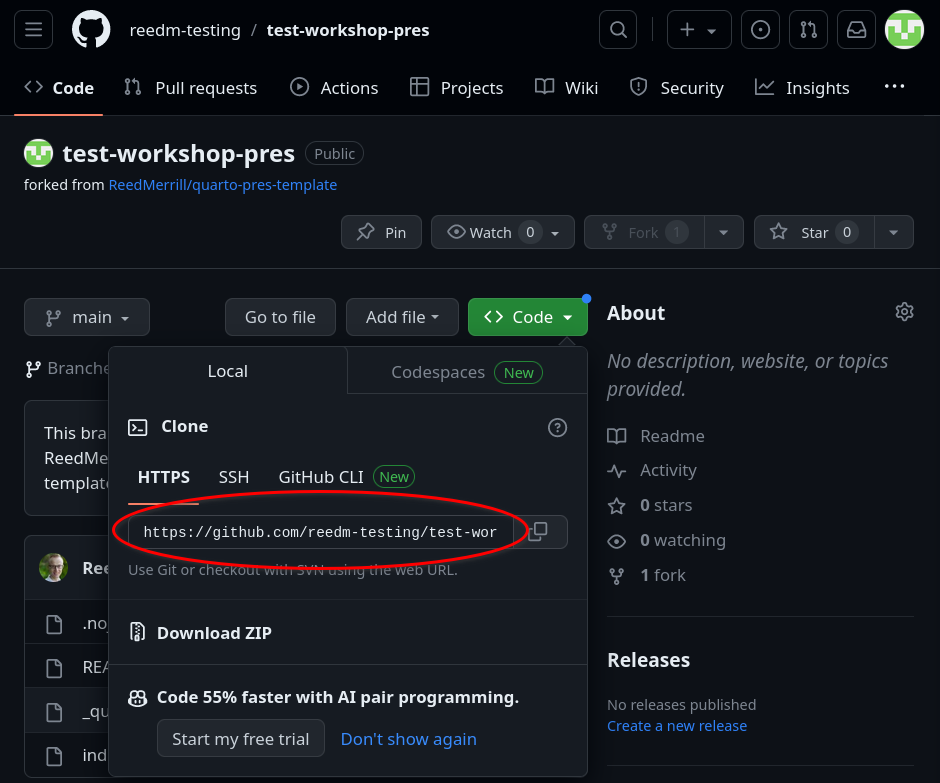 reedm-testing / test-workshop-pres
Code Pull requests Actions Projects Wiki Security Insights
test-workshop-pres Public
forked from ReedMerrill/quarto-pres-template
Pin Watch 0 Fork 1 Star 0
main Go to file Add file Code
Branche
Local Codespaces New
This bra
ReedMe
template
Clone
HTTPS SSH GitHub CLI New
https://github.com/reedm-testing/test-wor
Use Git or checkout with SVN using the web URL.
Ree
.no
REA
_qu
ind
Download ZIP
Code 55% faster with AI pair programming.
Start my free trial Don't show again
About
No description, website, or topics
provided.
Readme
Activity
0 stars
0 watching
1 fork
Releases
No releases published
Create a new release